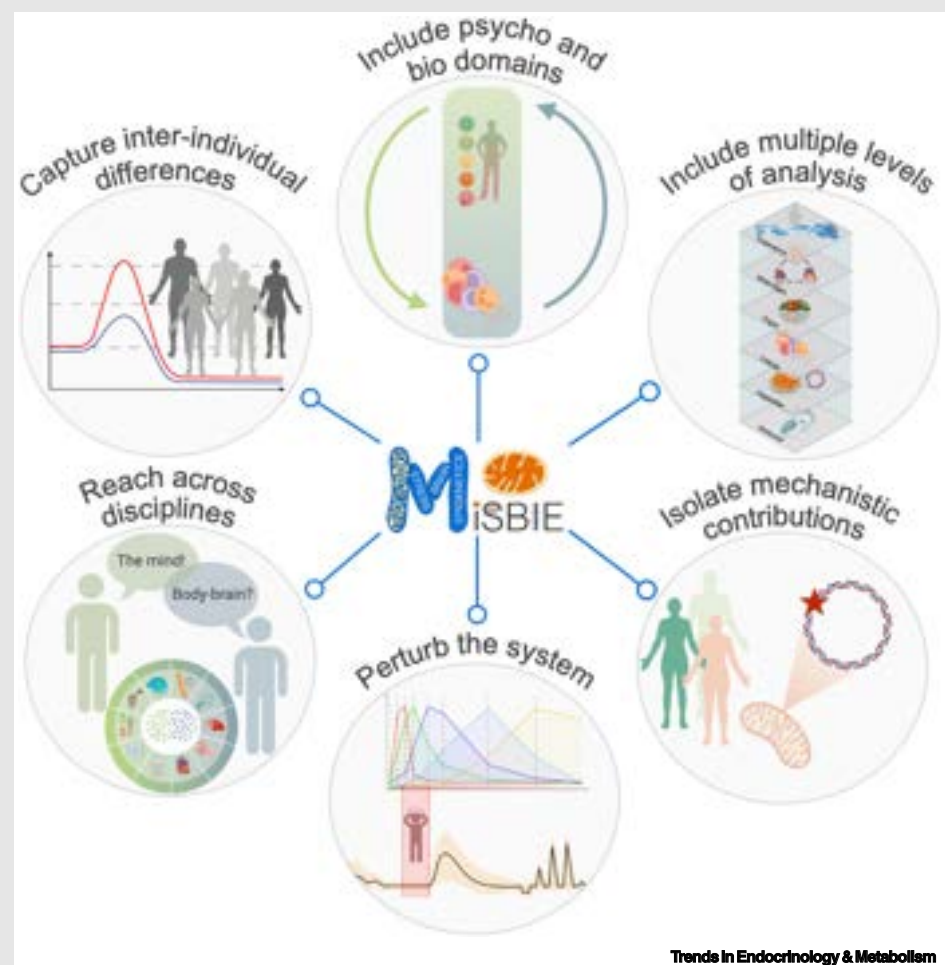 Include psycho and
bio domains
Capture inter-individual
differences
Include multiple levels
of analysis
MiSBIE
Reach across
disciplines
The mind!
Body-brain?
Isolate mechanistic
contributions
Perturb the system
Trends in Endocrinology & Metabolism